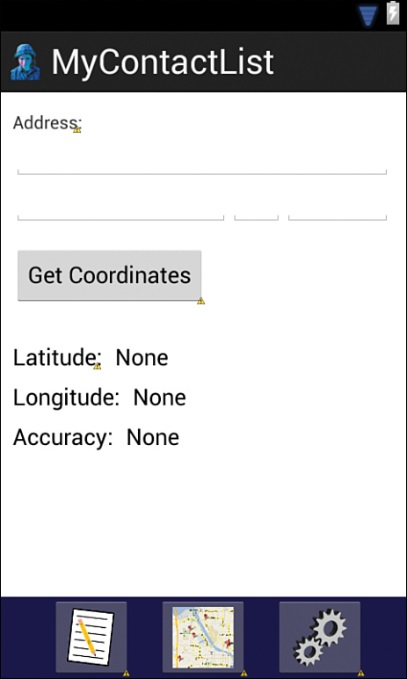 MyContactList
Address:
Get Coordinates
Latitude: None
Longitude: None
Accuracy: None